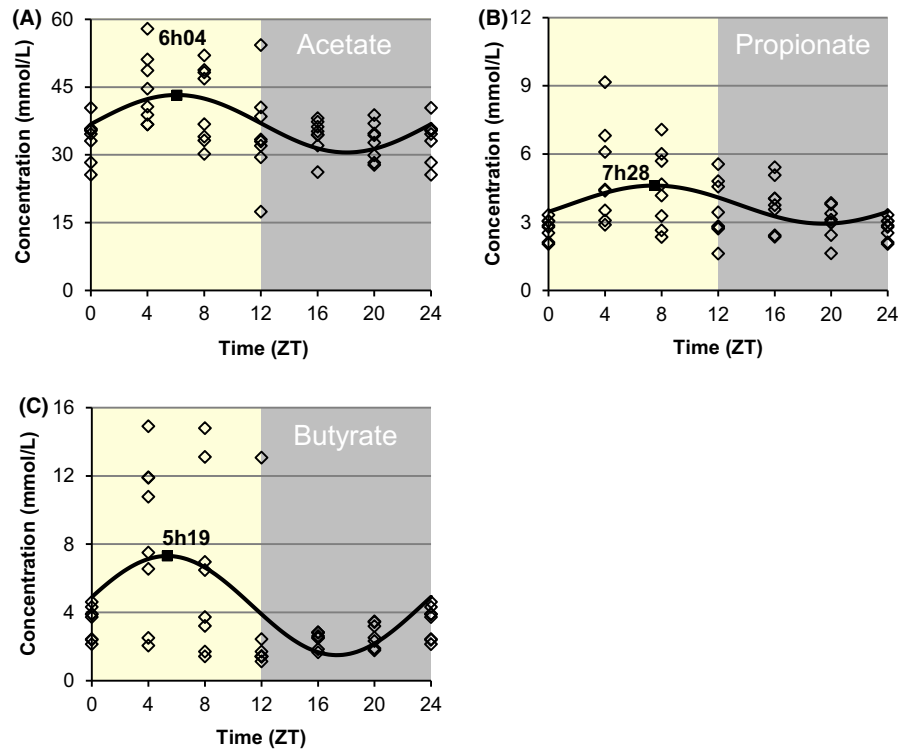 (A)
60
45
30
15
0
Concentration (mmol/L)
6h04
Acetate
0 4 8 12 16 20 24
Time (ZT)
(B)
12
9
6
3
0
Concentration (mmol/L)
7h28
Propionate
0 4 8 12 16 20 24
Time (ZT)
(C)
16
12
8
4
0
Concentration (mmol/L)
5h19
Butyrate
0 4 8 12 16 20 24
Time (ZT)